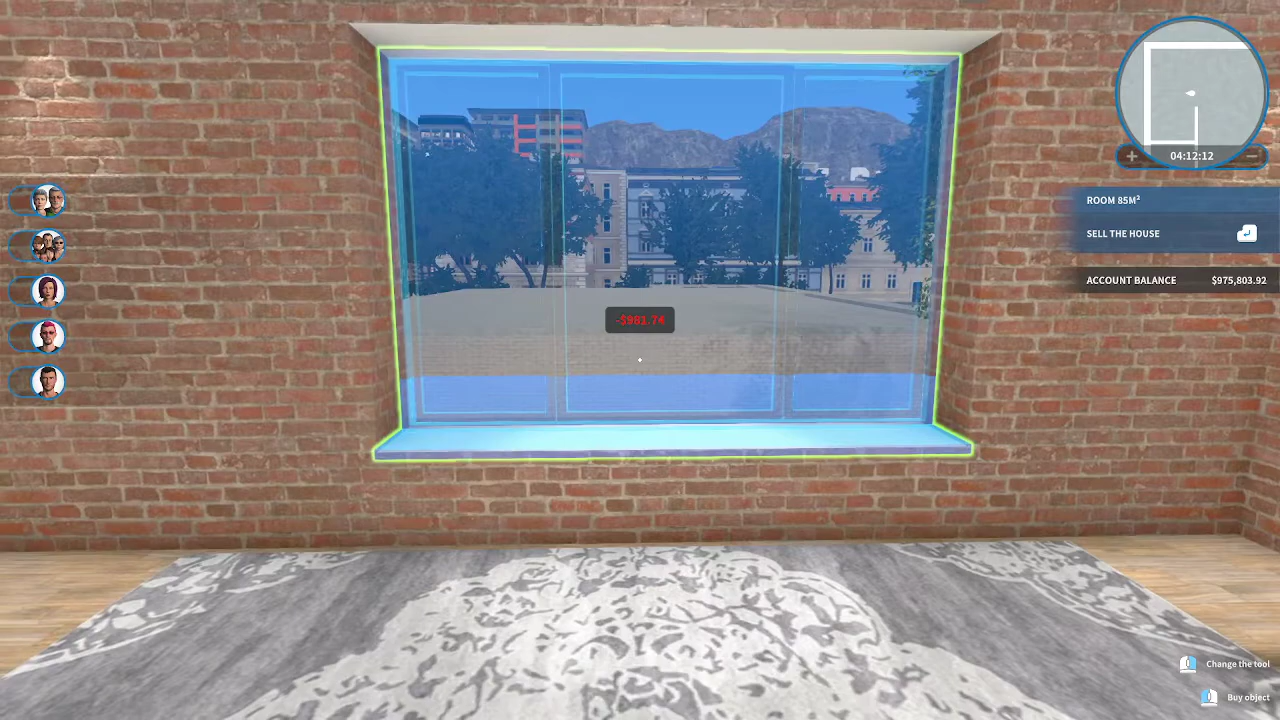 04:12:12
ROOM 85M²
SELL THE HOUSE
ACCOUNT BALANCE $975,803.92
-$981.74
Change the tool
Buy object